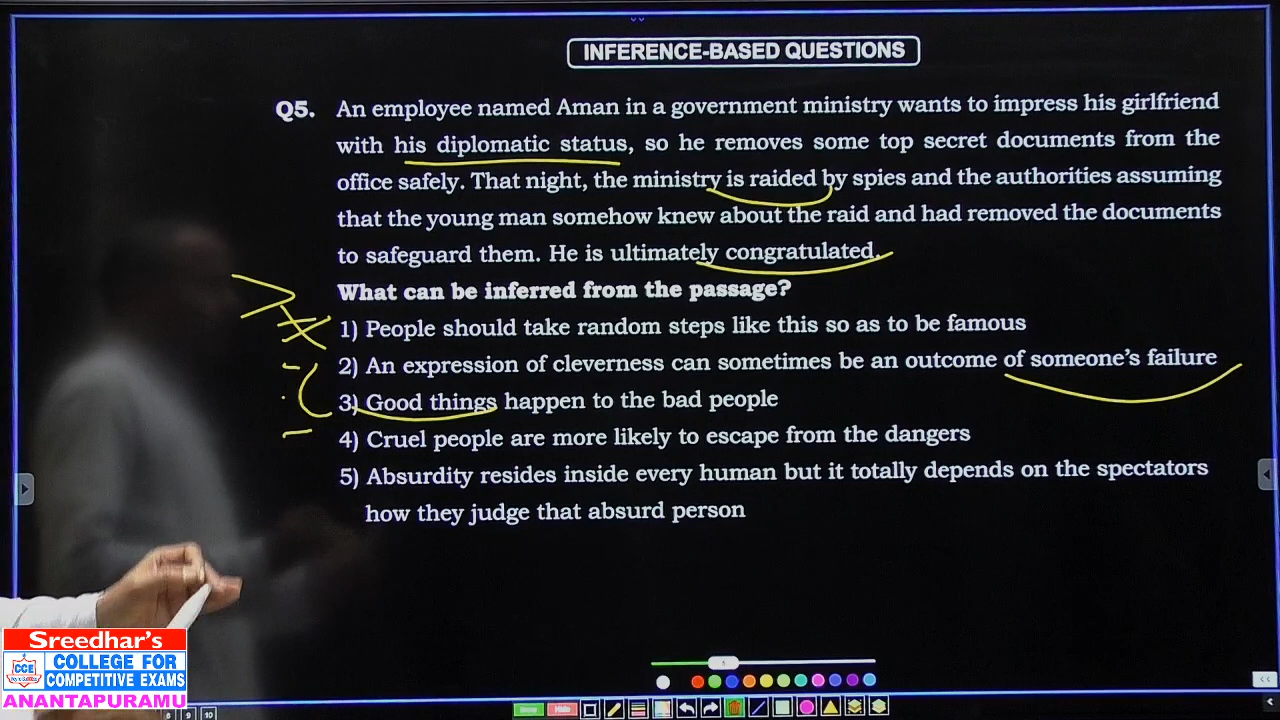 INFERENCE-BASED QUESTIONS
Q5. An employee named Aman in a government ministry wants to impress his girlfriend
with his diplomatic status, so he removes some top secret documents from the
office safely. That night, the ministry is raided by spies and the authorities assuming
that the young man somehow knew about the raid and had removed the documents
to safeguard them. He is ultimately congratulated.
What can be inferred from the passage?
1) People should take random steps like this so as to be famous
2) An expression of cleverness can sometimes be an outcome of someone's failure
3) Good things happen to the bad people
4) Cruel people are more likely to escape from the dangers
5) Absurdity resides inside every human but it totally depends on the spectators
how they judge that absurd person
Sreedhar's
CCE
COLLEGE FOR
COMPETITIVE EXAMS
ANANTAPURAMU
8 9 10